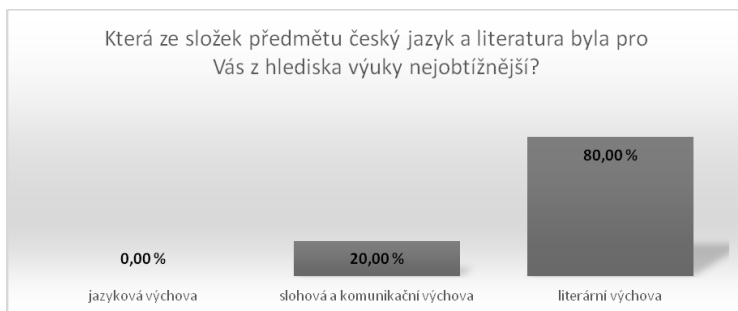 Která ze složek předmětu český jazyk a literatura byla pro
Vás z hlediska výuky nejobtížnější?
80,00 %
0,00 %
20,00 %
jazyková výchova
slohová a komunikační výchova
literární výchova